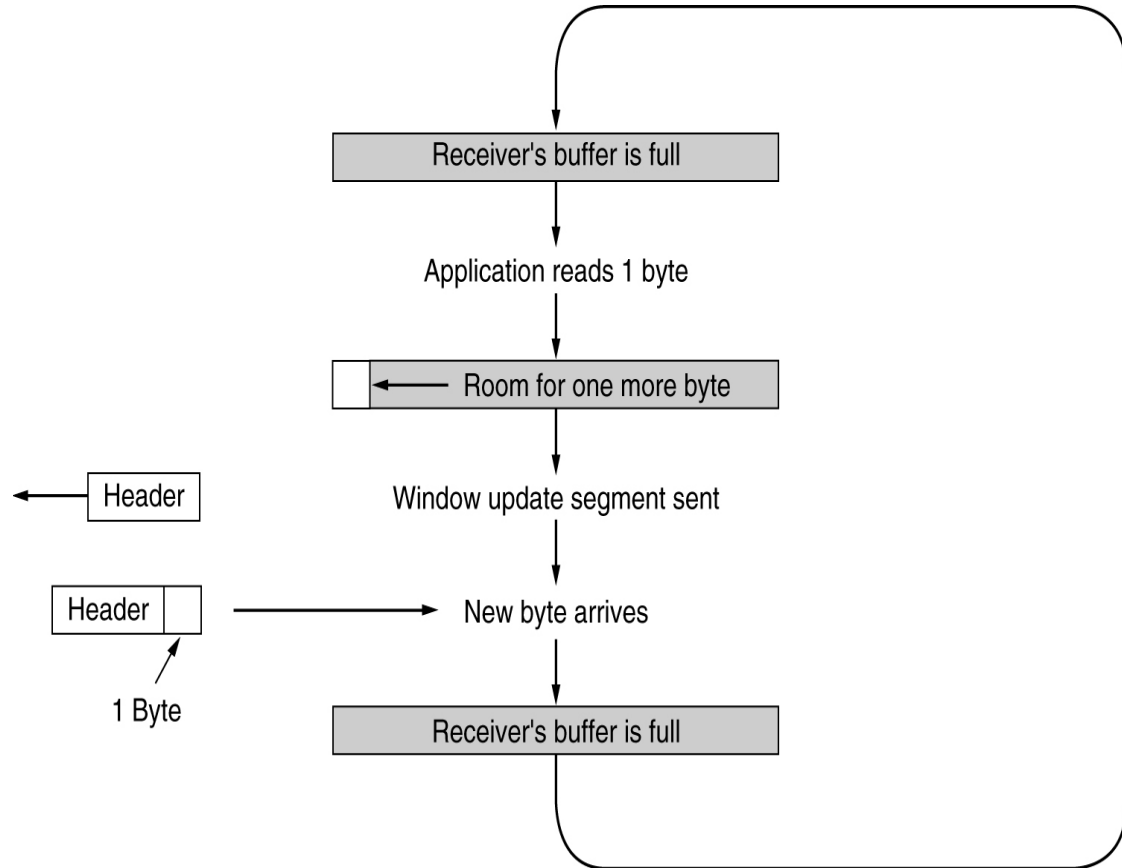 Receiver's buffer is full
Application reads 1 byte
Room for one more byte
Header
Window update segment sent
Header
New byte arrives
1 Byte
Receiver's buffer is full